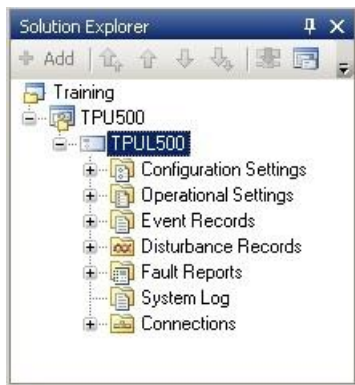 Solution Explorer
Add
Training
TPU500
TPUL500
Configuration Settings
Operational Settings
Event Records
Disturbance Records
Fault Reports
System Log
Connections